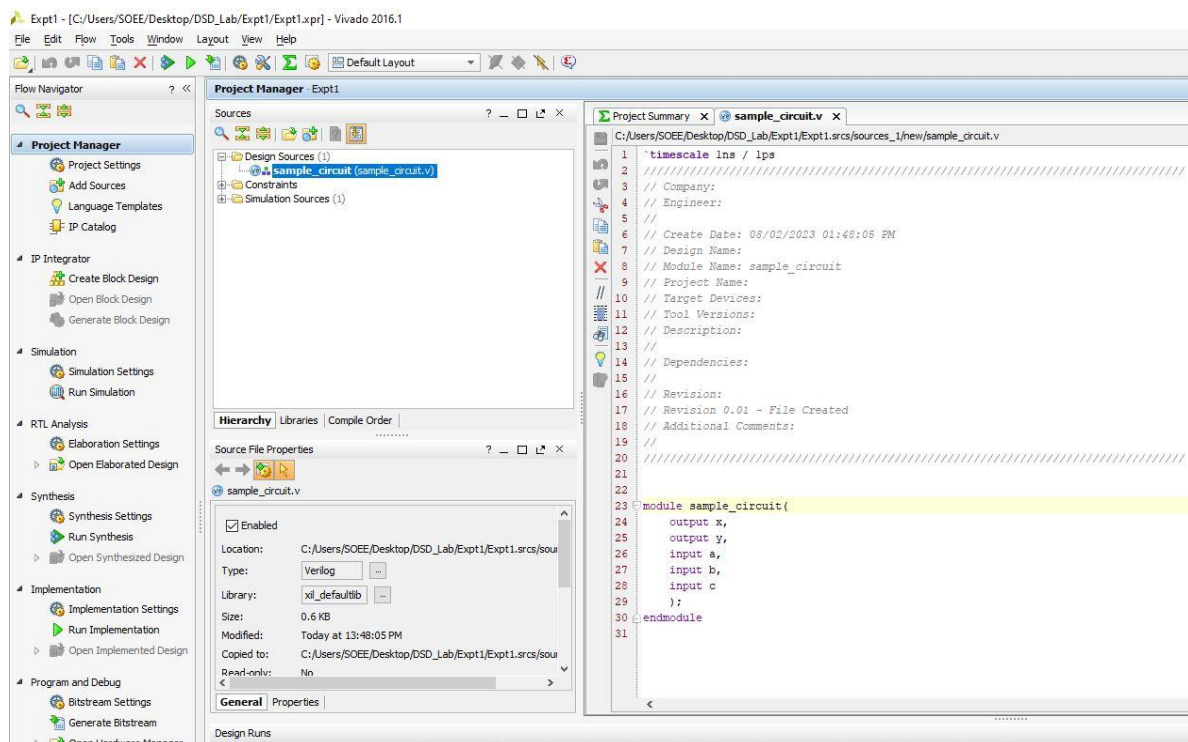 Expt1 - [C:/Users/SOEE/Desktop/DSD_Lab/Expt1/Expt1.xpr] - Vivado 2016.1
File Edit Flow Tools Window Layout View Help
Default Layout
Flow Navigator
Project Manager
Project Settings
Add Sources
Language Templates
IP Catalog
IP Integrator
Create Block Design
Open Block Design
Generate Block Design
Simulation
Simulation Settings
Run Simulation
RTL Analysis
Elaboration Settings
Open Elaborated Design
Synthesis
Synthesis Settings
Run Synthesis
Open Synthesized Design
Implementation
Implementation Settings
Run Implementation
Open Implemented Design
Program and Debug
Bitstream Settings
Generate Bitstream
Project Manager - Expt1
Sources
Design Sources (1)
sample_circuit (sample_circuit.v)
Constraints
Simulation Sources (1)
Hierarchy Libraries Compile Order
Source File Properties
sample_circuit.v
Enabled
Location: C:/Users/SOEE/Desktop/DSD_Lab/Expt1/Expt1.srcs/sour
Type: Verilog
Library: xil_defaultlib
Size: 0.6 KB
Modified: Today at 13:48:05 PM
Copied to: C:/Users/SOEE/Desktop/DSD_Lab/Expt1/Expt1.srcs/sour
Read-only: No
General Properties
Design Runs
Project Summary sample_circuit.v
C:/Users/SOEE/Desktop/DSD_Lab/Expt1/Expt1.srcs/sources_1/new/sample_circuit.v
1 `timescale 1ns / 1ps
2 //////////////////////////////////////////////////////////////////////////////////
3 // Company:
4 // Engineer:
5 //
6 // Create Date: 08/02/2023 01:48:05 PM
7 // Design Name:
8 // Module Name: sample_circuit
9 // Project Name:
10 // Target Devices:
11 // Tool Versions:
12 // Description:
13 //
14 // Dependencies:
15 //
16 // Revision:
17 // Revision 0.01 - File Created
18 // Additional Comments:
19 //
20 //////////////////////////////////////////////////////////////////////////////////
21
22
23 module sample_circuit(
24 output x,
25 output y,
26 input a,
27 input b,
28 input c
29 );
30 endmodule
31